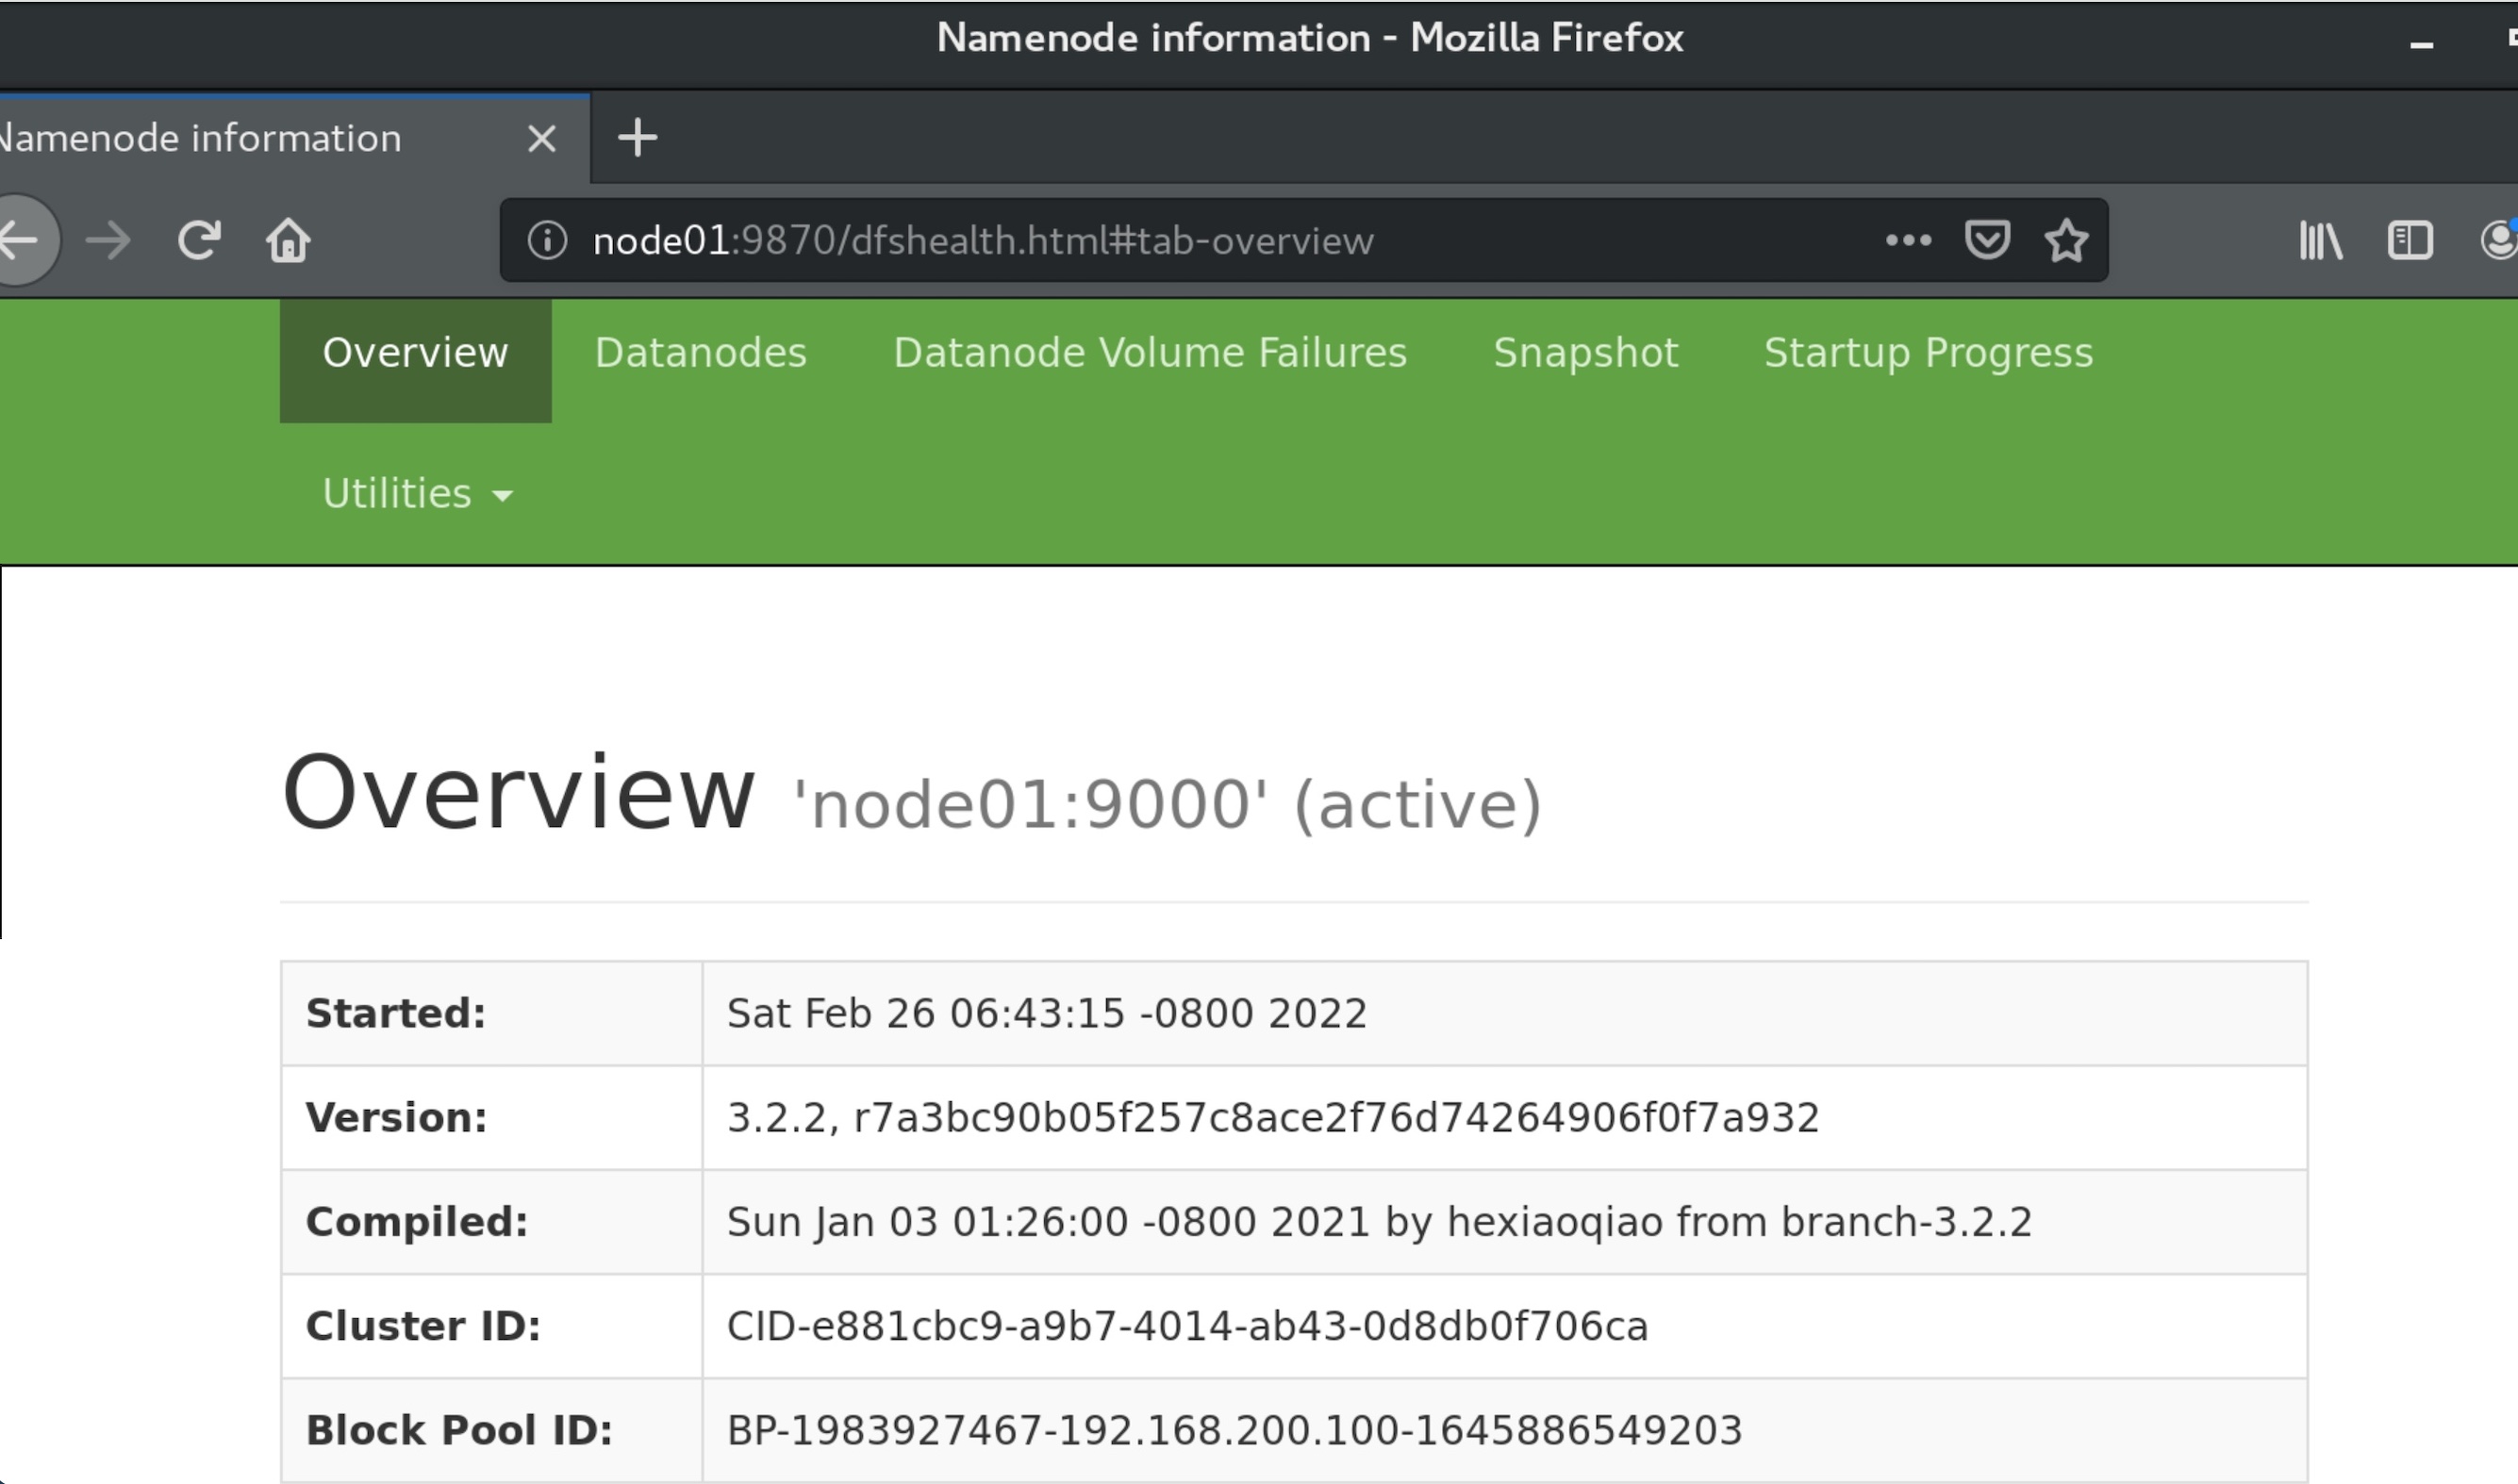 Namenode information - Mozilla Firefox
Namenode information
node01:9870/dfshealth.html#tab-overview
Overview Datanodes Datanode Volume Failures Snapshot Startup Progress
Utilities
Overview 'node01:9000' (active)
Started: Sat Feb 26 06:43:15 -0800 2022
Version: 3.2.2, r7a3bc90b05f257c8ace2f76d74264906f0f7a932
Compiled: Sun Jan 03 01:26:00 -0800 2021 by hexiaoqiao from branch-3.2.2
Cluster ID: CID-e881cbc9-a9b7-4014-ab43-0d8db0f706ca
Block Pool ID: BP-1983927467-192.168.200.100-1645886549203